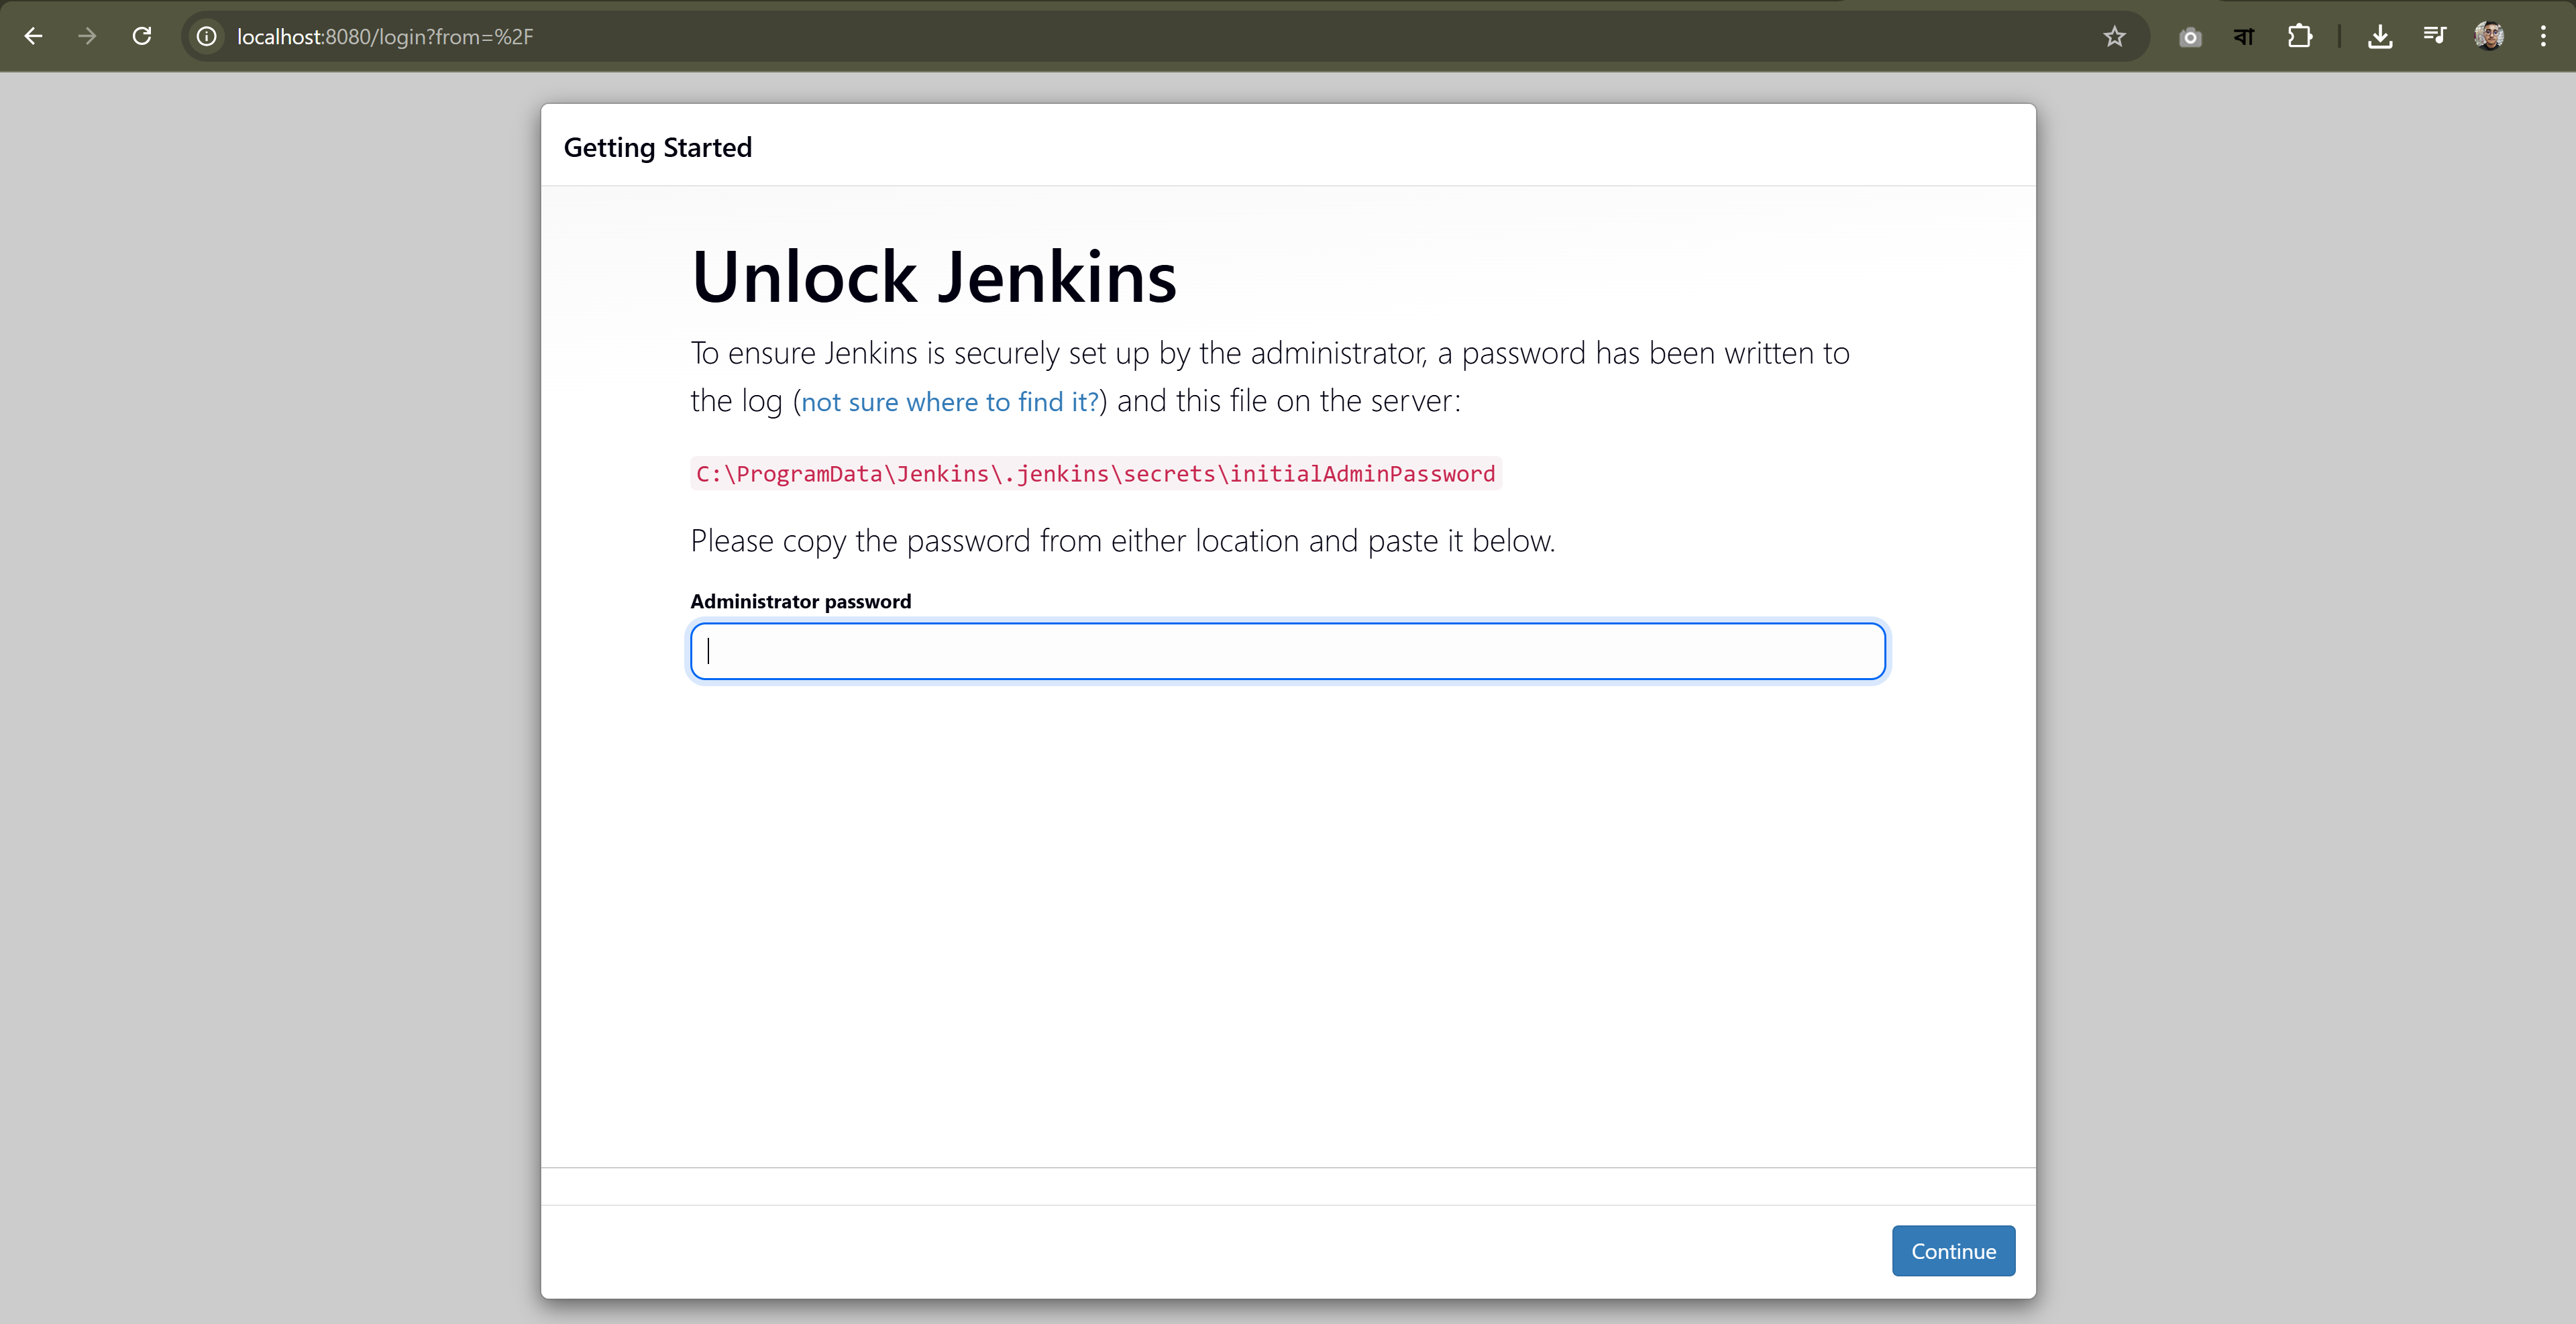 localhost:8080/login?from=%2F
বা
Getting Started
Unlock Jenkins
To ensure Jenkins is securely set up by the administrator, a password has been written to
the log (not sure where to find it?) and this file on the server:
C:\ProgramData\Jenkins\.jenkins\secrets\initialAdminPassword
Please copy the password from either location and paste it below.
Administrator password
Continue